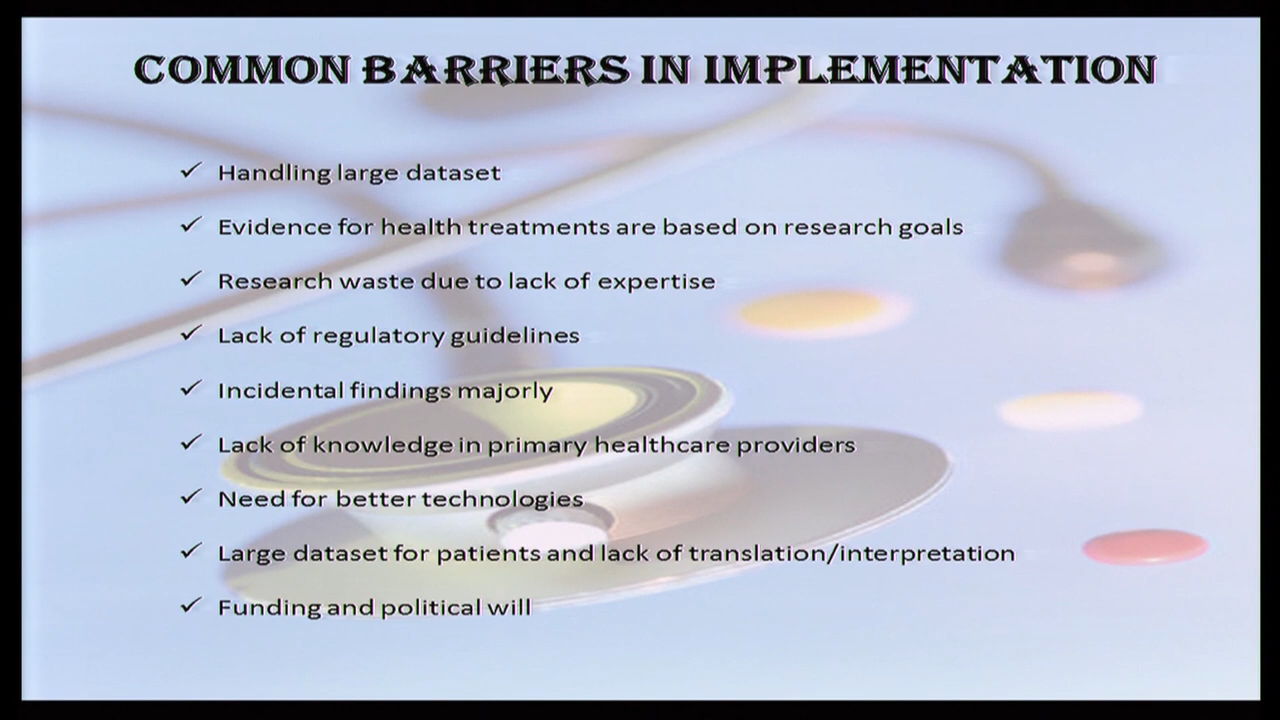 COMMON BARRIERS IN IMPLEMENTATION
✓ Handling large dataset
✓ Evidence for health treatments are based on research goals
✓ Research waste due to lack of expertise
✓ Lack of regulatory guidelines
✓ Incidental findings majorly
✓ Lack of knowledge in primary healthcare providers
✓ Need for better technologies
✓ Large dataset for patients and lack of translation/interpretation
✓ Funding and political will